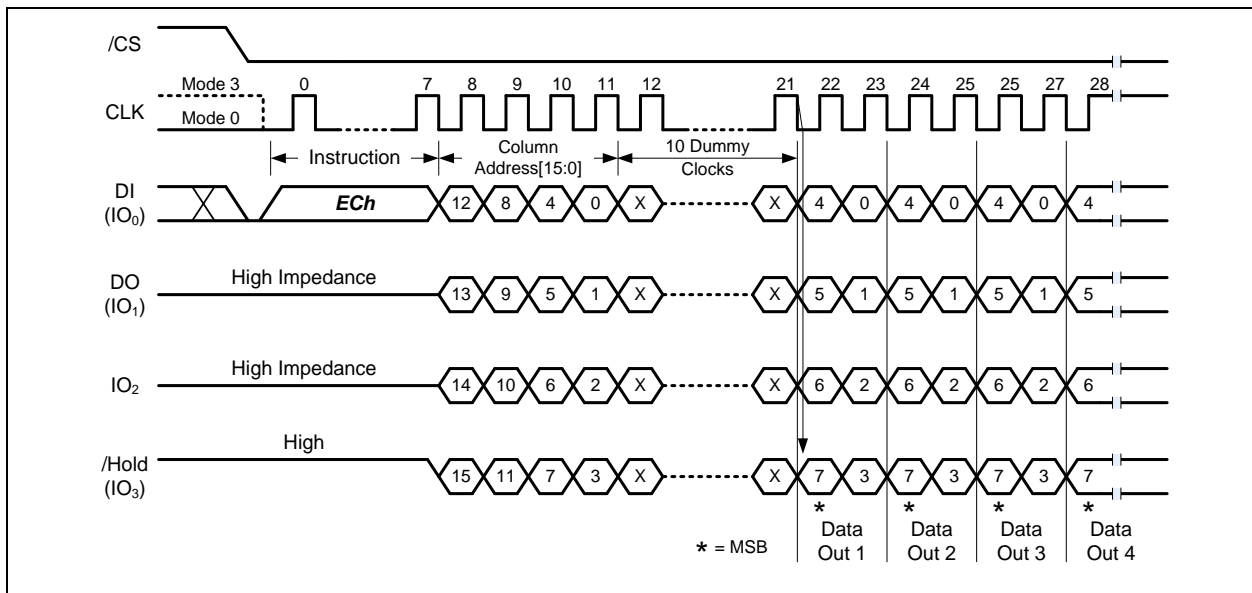 /CS
Mode 3 0 7 8 9 10 11 12 21 22 23 24 25 25 27 28
CLK
Mode 0
Instruction Column Address[15:0] 10 Dummy Clocks
DI
(IO0) ECh 12 8 4 0 X X 4 0 4 0 4 0 4
DO
(IO1) High Impedance 13 9 5 1 X X 5 1 5 1 5 1 5
IO2 High Impedance 14 10 6 2 X X 6 2 6 2 6 2 6
/Hold
(IO3) High 15 11 7 3 X X 7 3 7 3 7 3 7
* * * *
* = MSB
Data Out 1 Data Out 2 Data Out 3 Data Out 4